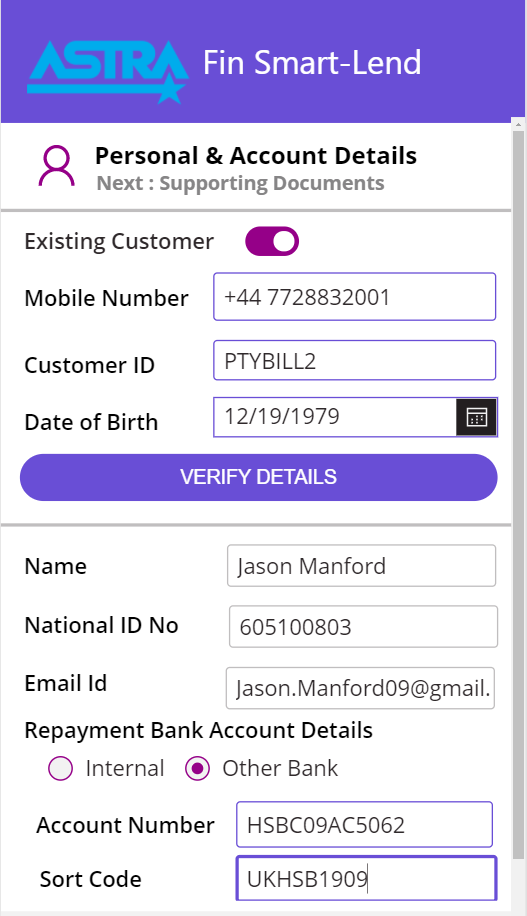 ASTRA Fin Smart-Lend
Personal & Account Details
Next : Supporting Documents
Existing Customer
Mobile Number +44 7728832001
Customer ID PTYBILL2
Date of Birth 12/19/1979
VERIFY DETAILS
Name Jason Manford
National ID No 605100803
Email Id Jason.Manford09@gmail.
Repayment Bank Account Details
Internal Other Bank
Account Number HSBC09AC5062
Sort Code UKHSB1909